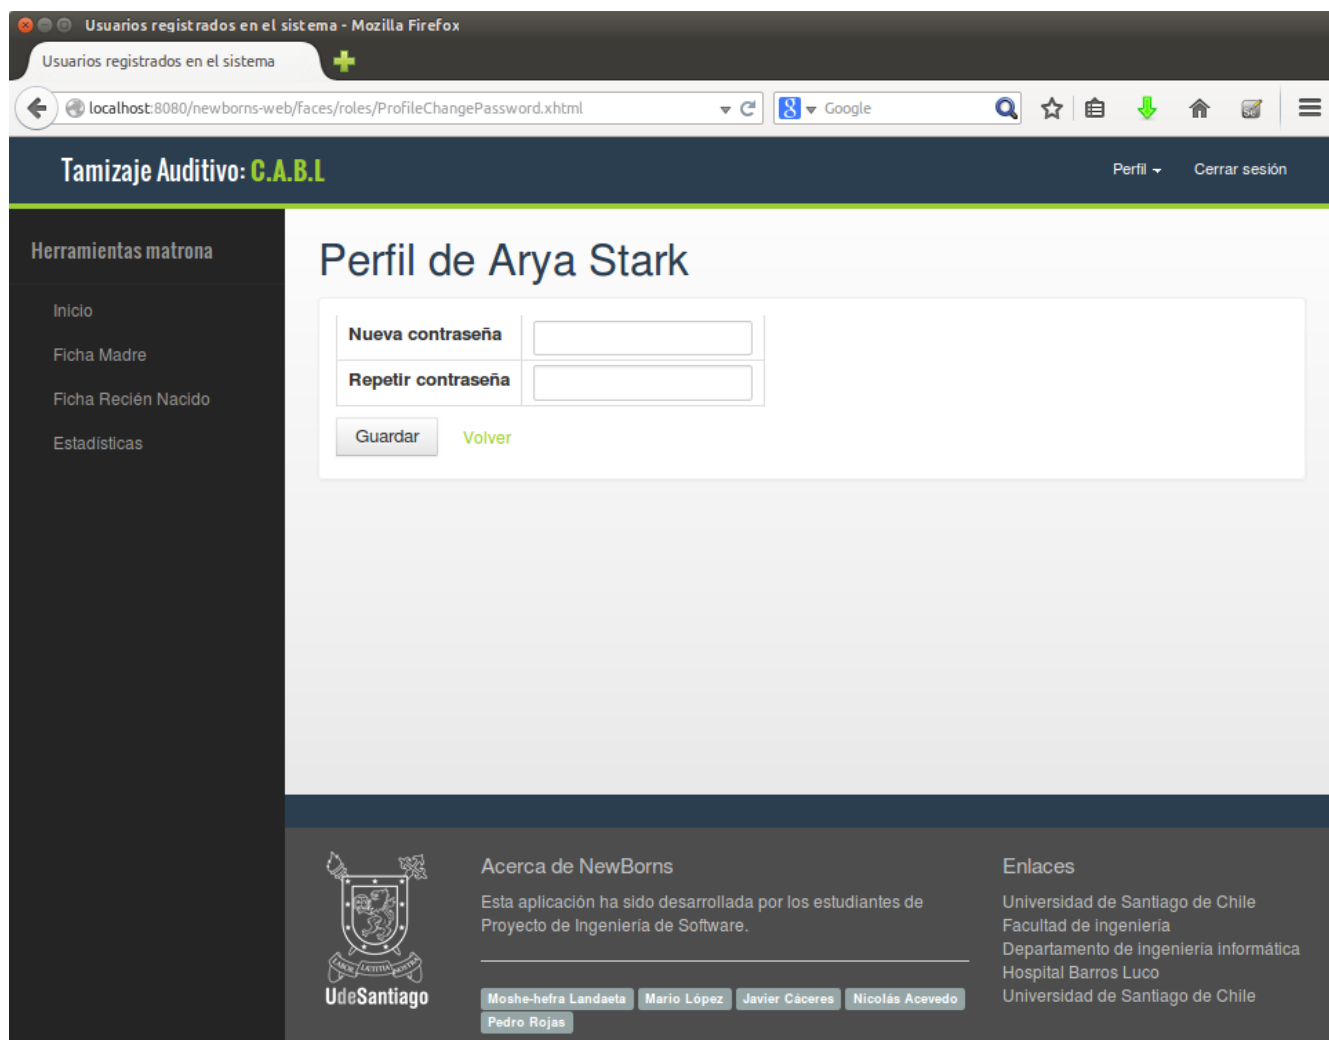 Usuarios registrados en el sistema - Mozilla Firefox
Usuarios registrados en el sistema
localhost:8080/newborns-web/faces/roles/ProfileChangePassword.xhtml
Google
Tamizaje Auditivo: C.A.B.L
Perfil
Cerrar sesión
Herramientas matrona
Inicio
Ficha Madre
Ficha Recién Nacido
Estadísticas
Perfil de Arya Stark
Nueva contraseña
Repetir contraseña
Guardar Volver
LABOR LÆTITIA NOSTRA
UdeSantiago
Acerca de NewBorns
Esta aplicación ha sido desarrollada por los estudiantes de
Proyecto de Ingeniería de Software.
Moshe-hefra Landaeta Mario López Javier Cáceres Nicolás Acevedo
Pedro Rojas
Enlaces
Universidad de Santiago de Chile
Facultad de ingeniería
Departamento de ingeniería informática
Hospital Barros Luco
Universidad de Santiago de Chile